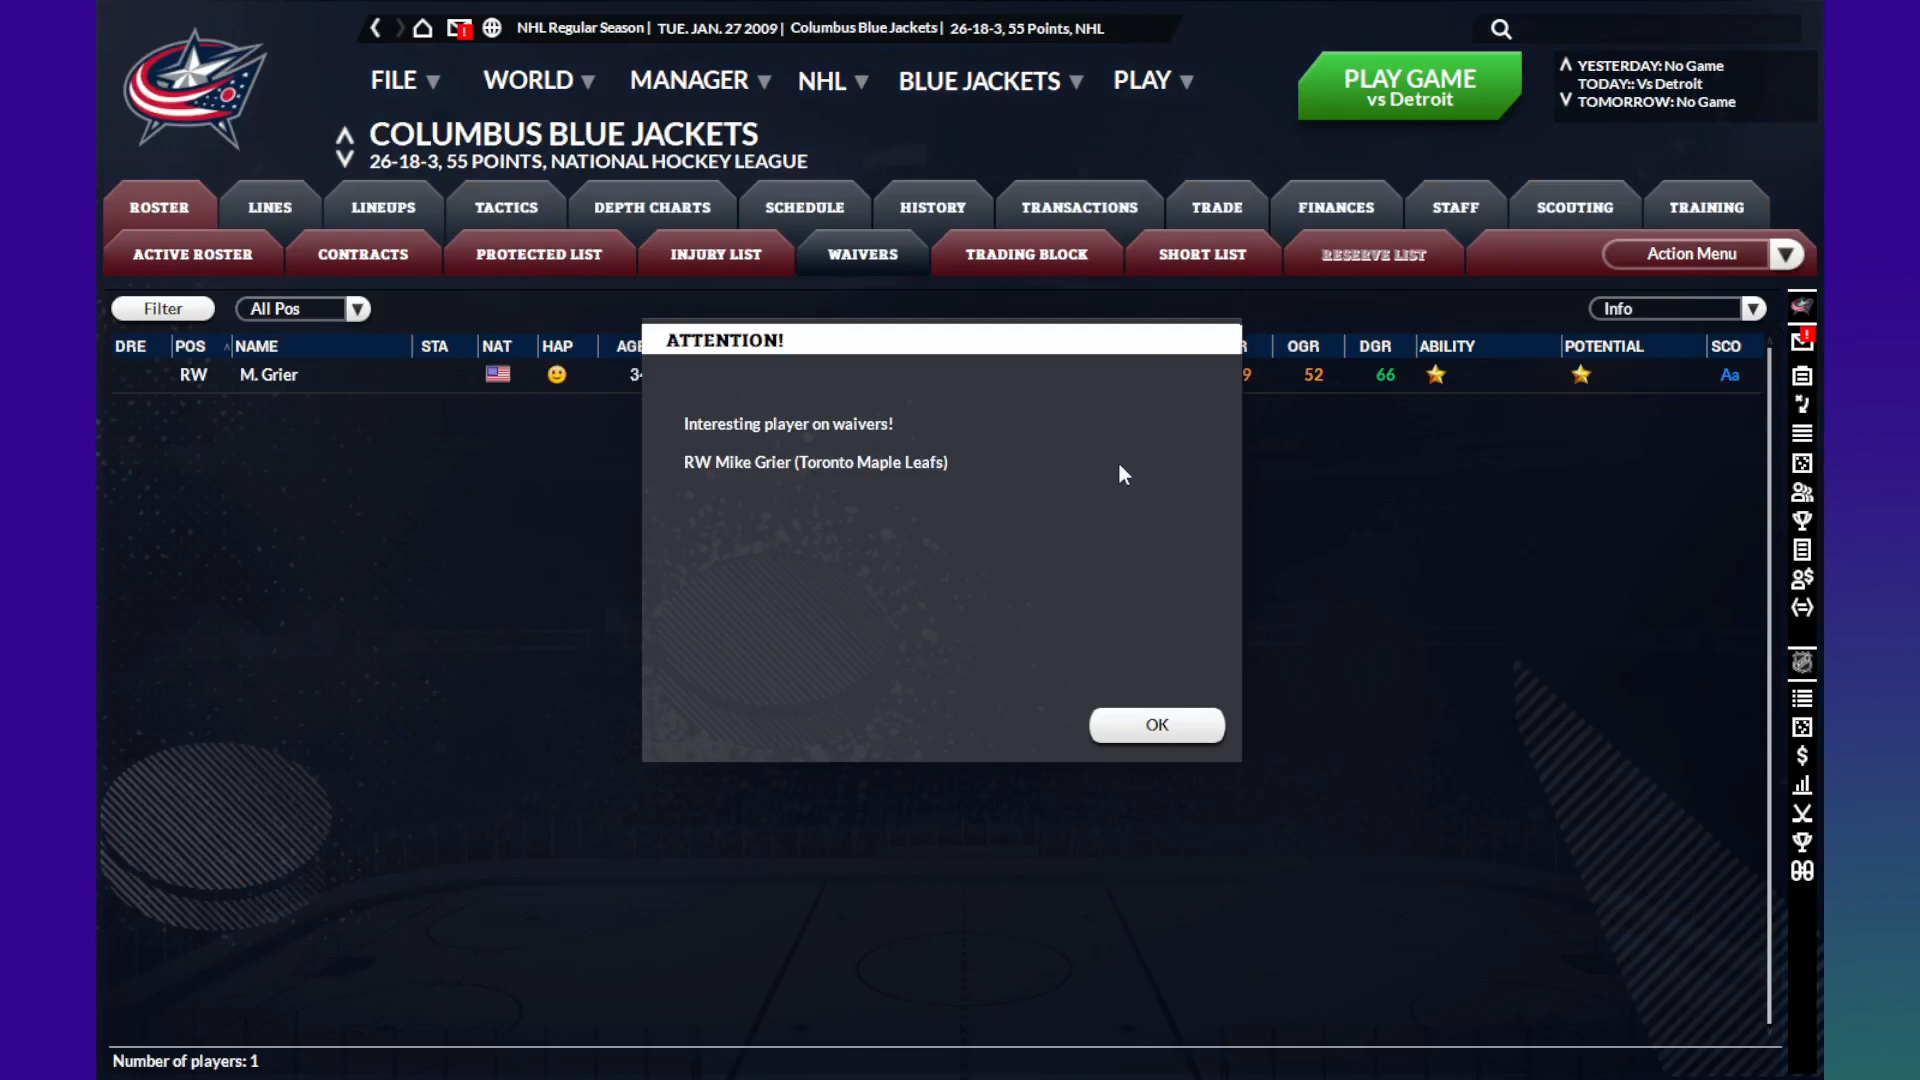 NHL Regular Season | TUE. JAN. 27 2009 | Columbus Blue Jackets | 26-18-3, 55 Points, NHL
FILE WORLD MANAGER NHL BLUE JACKETS PLAY
PLAY GAME
vs Detroit
YESTERDAY: No Game
TODAY:: Vs Detroit
TOMORROW: No Game
COLUMBUS BLUE JACKETS
26-18-3, 55 POINTS, NATIONAL HOCKEY LEAGUE
ROSTER LINES LINEUPS TACTICS DEPTH CHARTS SCHEDULE HISTORY TRANSACTIONS TRADE FINANCES STAFF SCOUTING TRAINING
ACTIVE ROSTER CONTRACTS PROTECTED LIST INJURY LIST WAIVERS TRADING BLOCK SHORT LIST RESERVE LIST Action Menu
Filter All Pos Info
DRE POS NAME STA NAT HAP AGE OGR DGR ABILITY POTENTIAL SCO
RW M. Grier 52 66 Aa
ATTENTION!
Interesting player on waivers!
RW Mike Grier (Toronto Maple Leafs)
OK
Number of players: 1